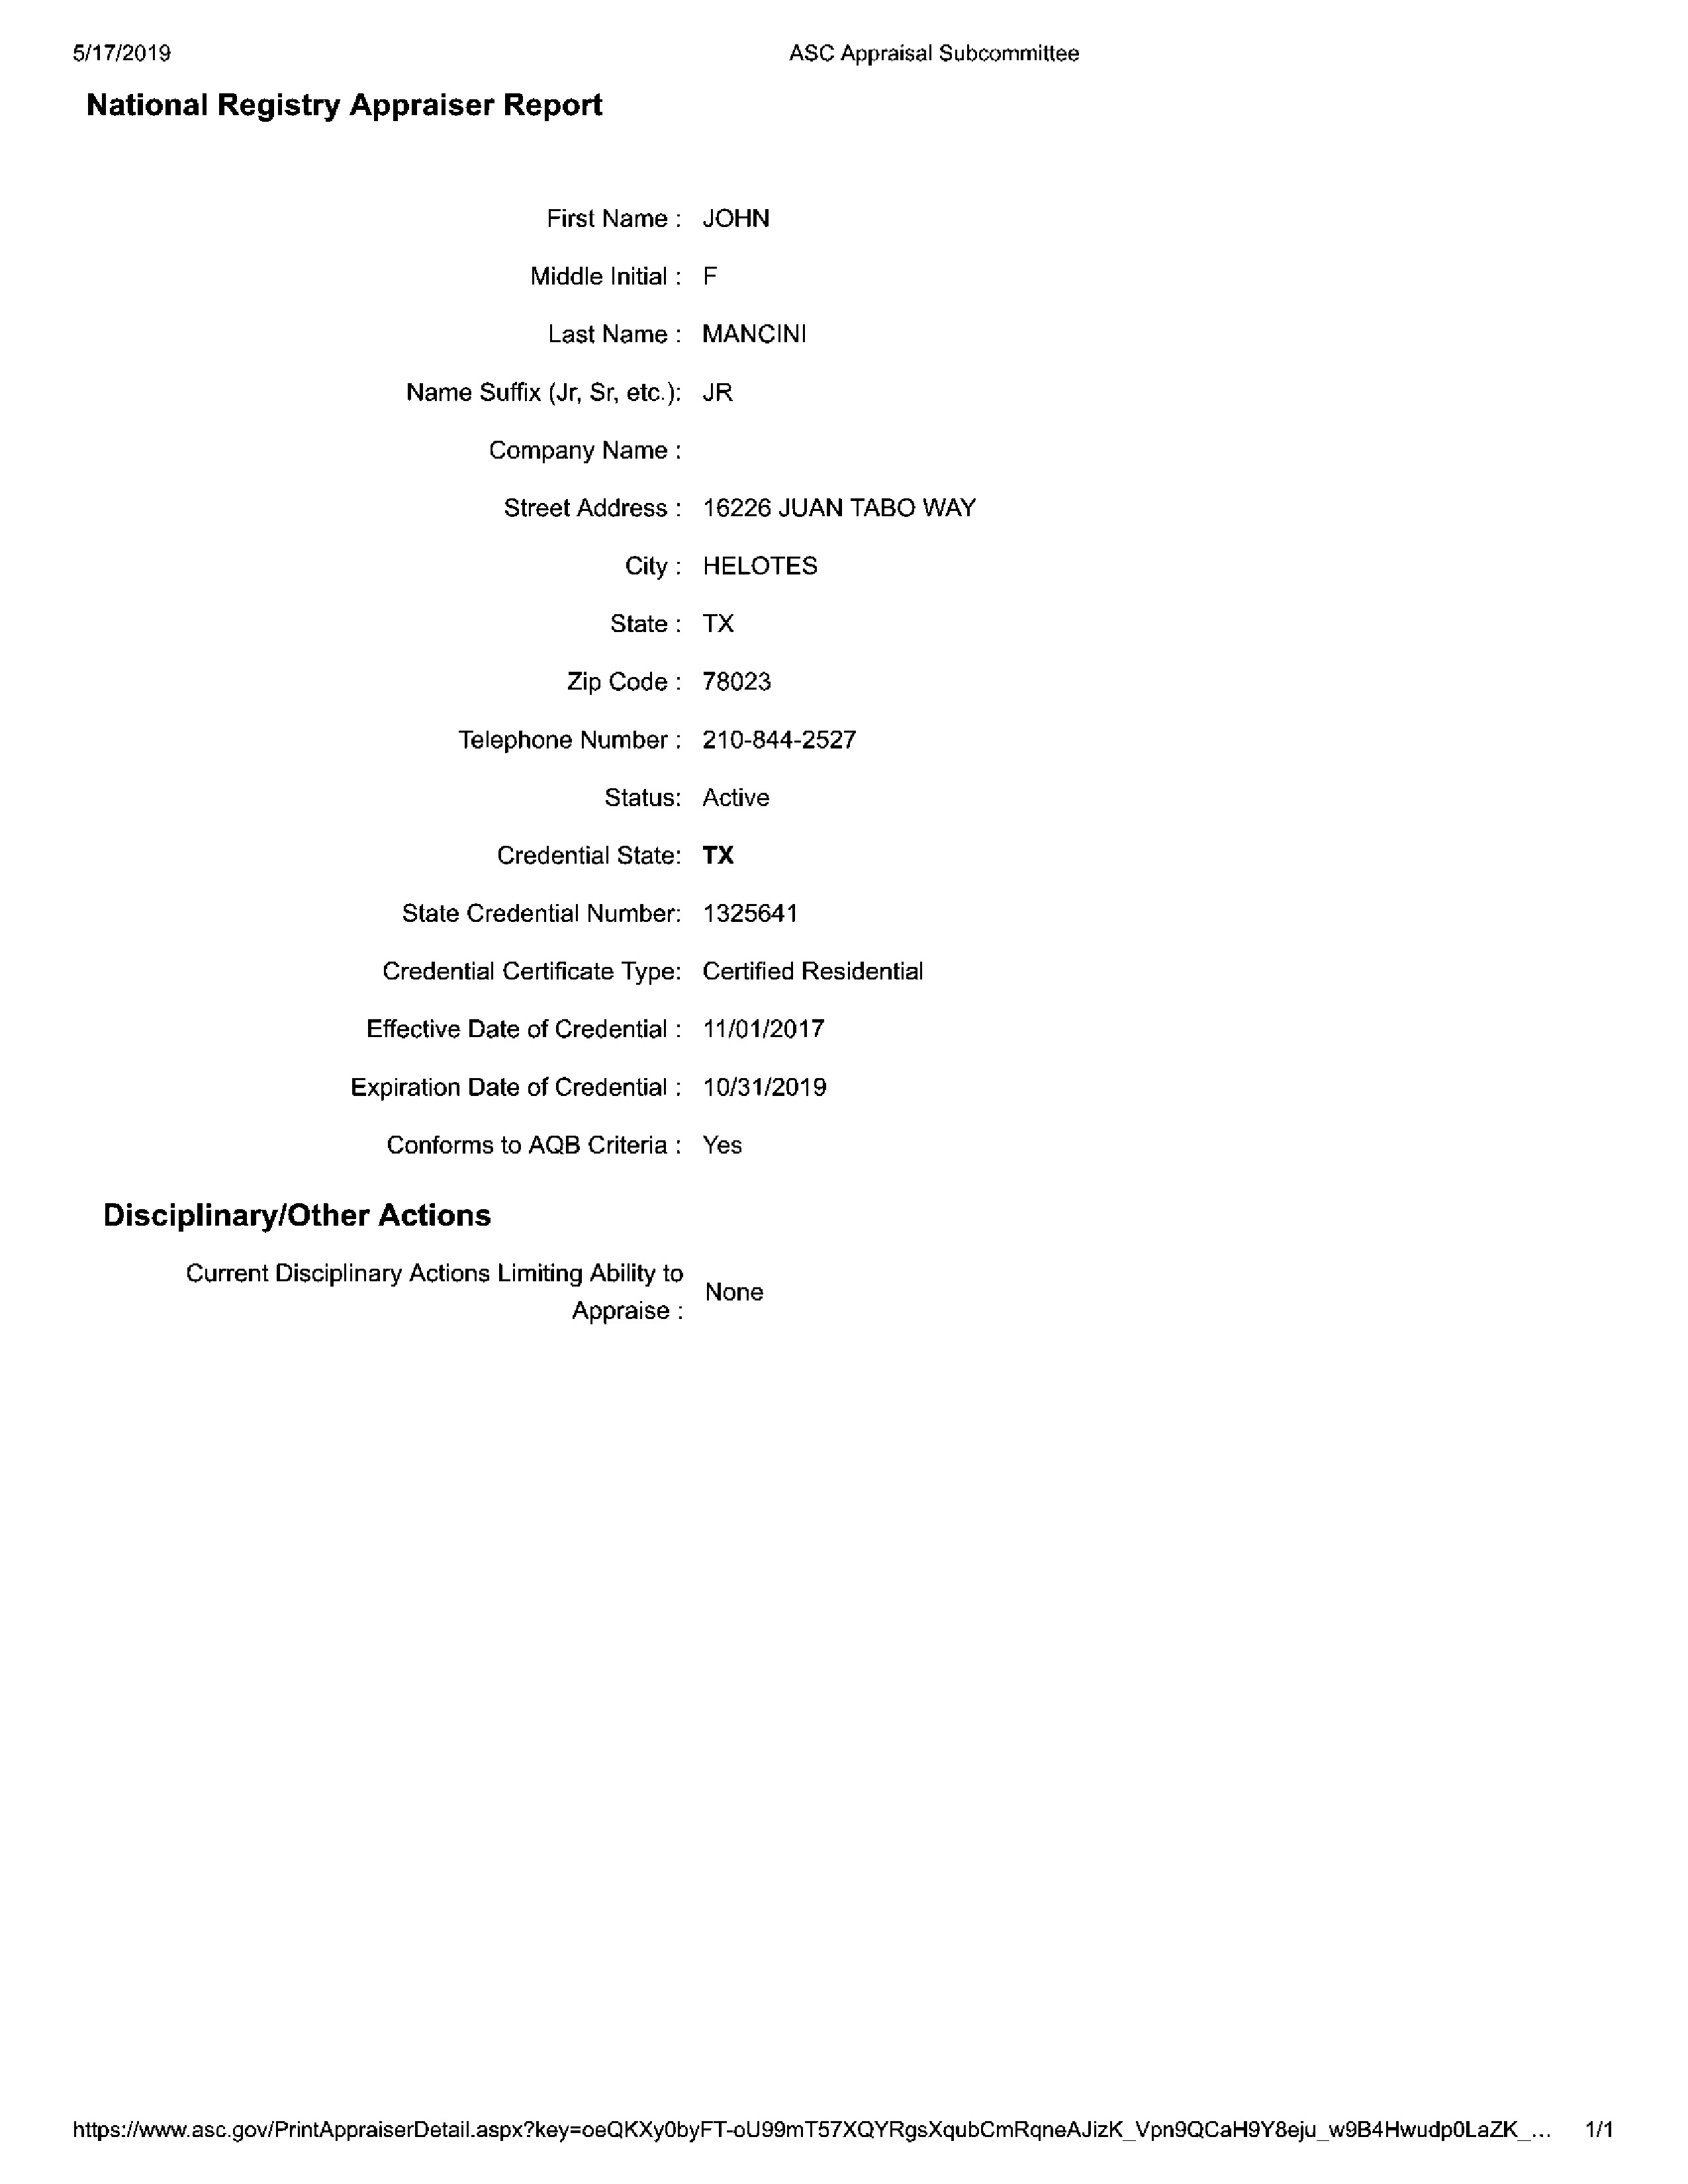 5/17/2019 ASC Appraisal Subcommittee
National Registry Appraiser Report
First Name : JOHN
Middle Initial : F
Last Name : MANCINI
Name Suffix (Jr, Sr, etc.): JR
Company Name :
Street Address : 16226 JUAN TABO WAY
City : HELOTES
State : TX
Zip Code : 78023
Telephone Number : 210-844-2527
Status: Active
Credential State: TX
State Credential Number: 1325641
Credential Certificate Type: Certified Residential
Effective Date of Credential : 11/01/2017
Expiration Date of Credential : 10/31/2019
Conforms to AQB Criteria : Yes
Disciplinary/Other Actions
Current Disciplinary Actions Limiting Ability to
Appraise : None
https://www.asc.gov/PrintAppraiserDetail.aspx?key=oeQKXy0byFT-oU99mT57XQYRgsXqubCmRqneAJizK_Vpn9QCaH9Y8eju_w9B4Hwudp0LaZK_... 1/1